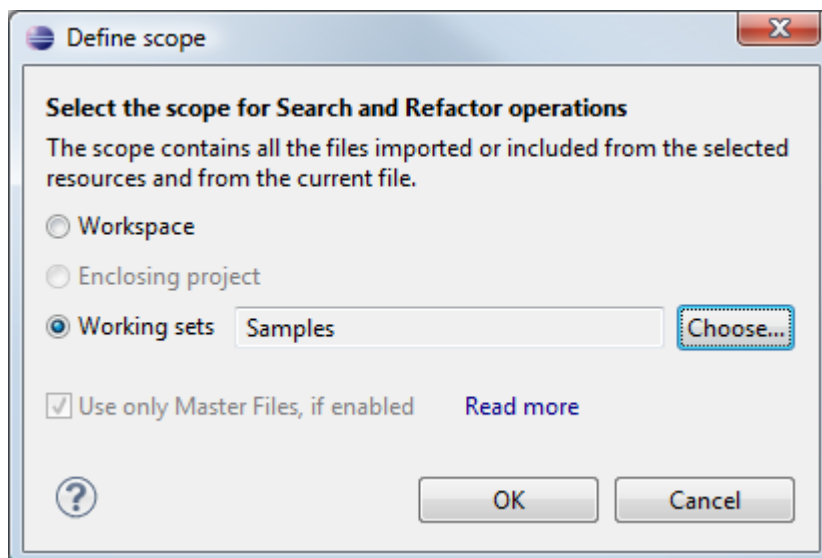 Define scope
Select the scope for Search and Refactor operations
The scope contains all the files imported or included from the selected
resources and from the current file.
Workspace
Enclosing project
Working sets Samples Choose...
Use only Master Files, if enabled Read more
?
OK Cancel